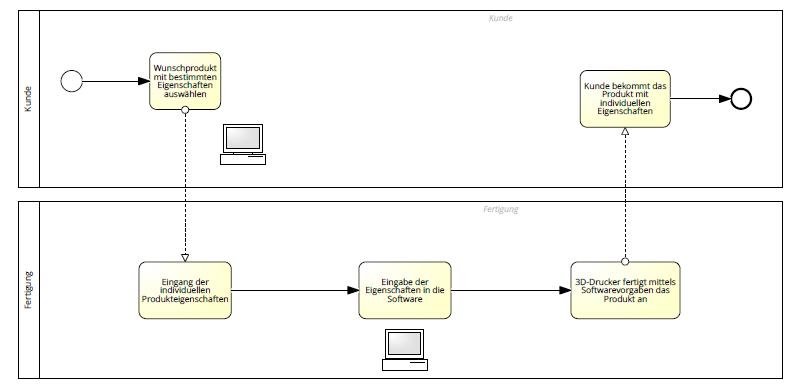 Kunde
Kunde
Wunschprodukt
mit bestimmten
Eigenschaften
auswählen
Kunde bekommt das
Produkt mit
individuellen
Eigenschaften
Fertigung
Fertigung
Eingang der
individuellen
Produkteigenschaften
Eingabe der
Eigenschaften in die
Software
3D-Drucker fertigt mittels
Softwarevorgaben das
Produkt an